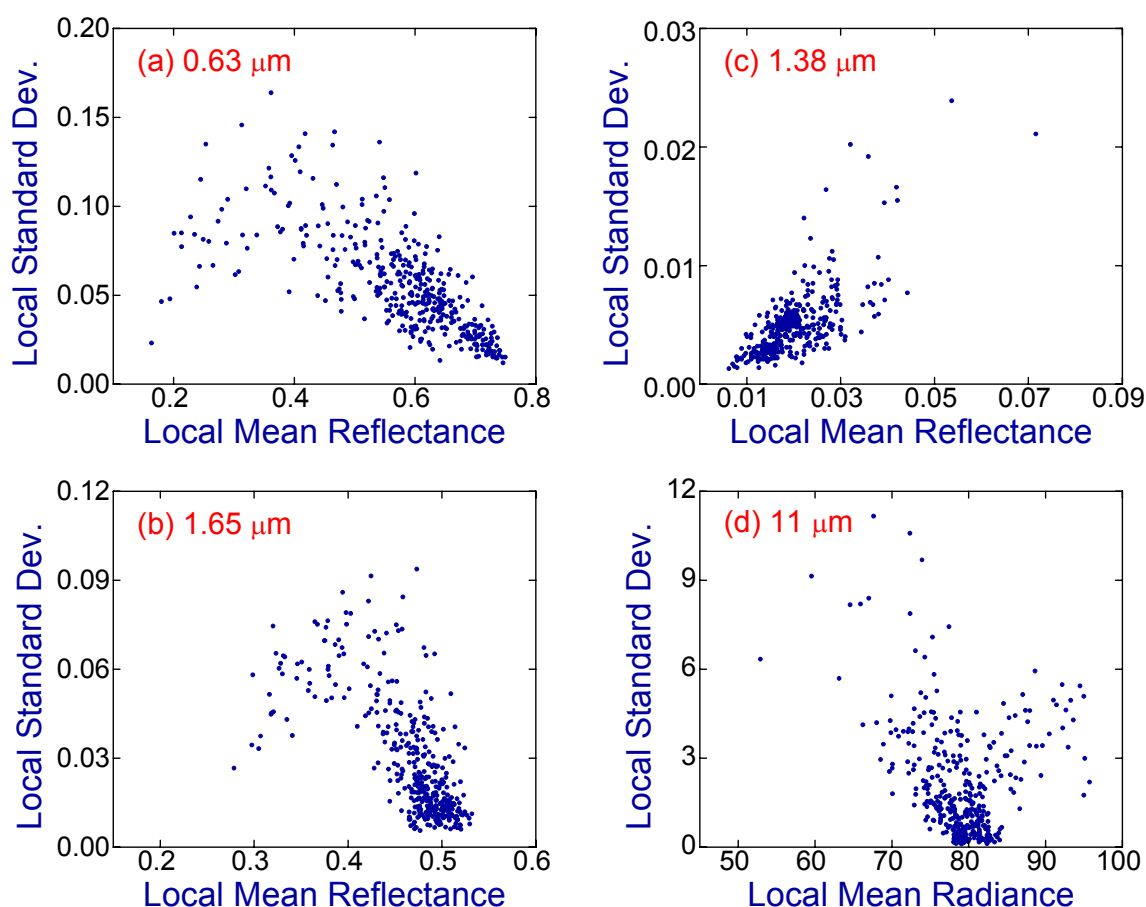 (a) 0.63 μm
Local Standard Dev.
0.20
0.15
0.10
0.05
0.00
0.2 0.4 0.6 0.8
Local Mean Reflectance
(c) 1.38 μm
Local Standard Dev.
0.03
0.02
0.01
0.00
0.01 0.03 0.05 0.07 0.09
Local Mean Reflectance
(b) 1.65 μm
Local Standard Dev.
0.12
0.09
0.06
0.03
0.00
0.2 0.3 0.4 0.5 0.6
Local Mean Reflectance
(d) 11 μm
Local Standard Dev.
12
9
6
3
0
50 60 70 80 90 100
Local Mean Radiance